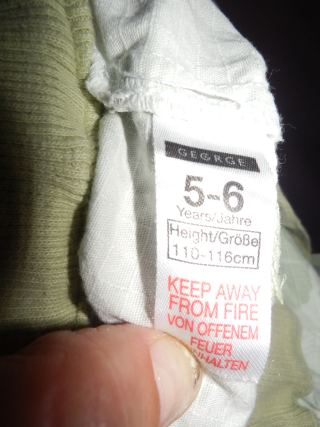 GEORGE
5-6
Years/Jahre
Height/Größe
110-116cm
KEEP AWAY
FROM FIRE
VON OFFENEM
FEUER